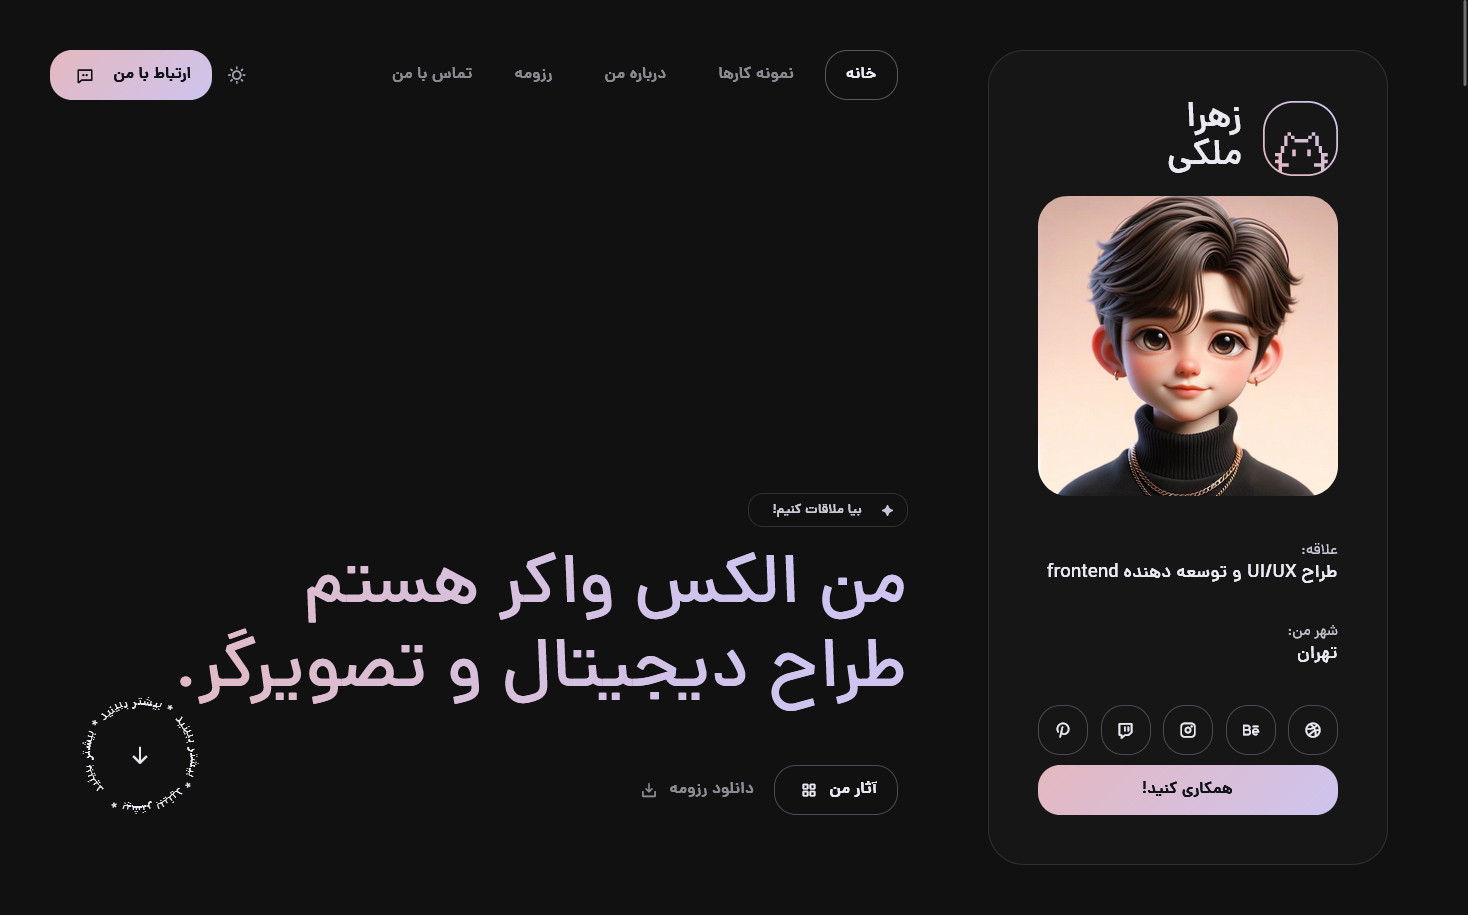 زهرا
ملکی
علاقه:
طراح UI/UX و توسعه دهنده frontend
شهر من:
تهران
Bē
همکاری کنید!
خانه
نمونه کارها
درباره من
رزومه
تماس با من
ارتباط با من
بیا ملاقات کنیم!
من الکس واکر هستم
طراح دیجیتال و تصویرگر.
آثار من
دانلود رزومه
بیشتر ببینید * بیشتر ببینید * بیشتر ببینید *